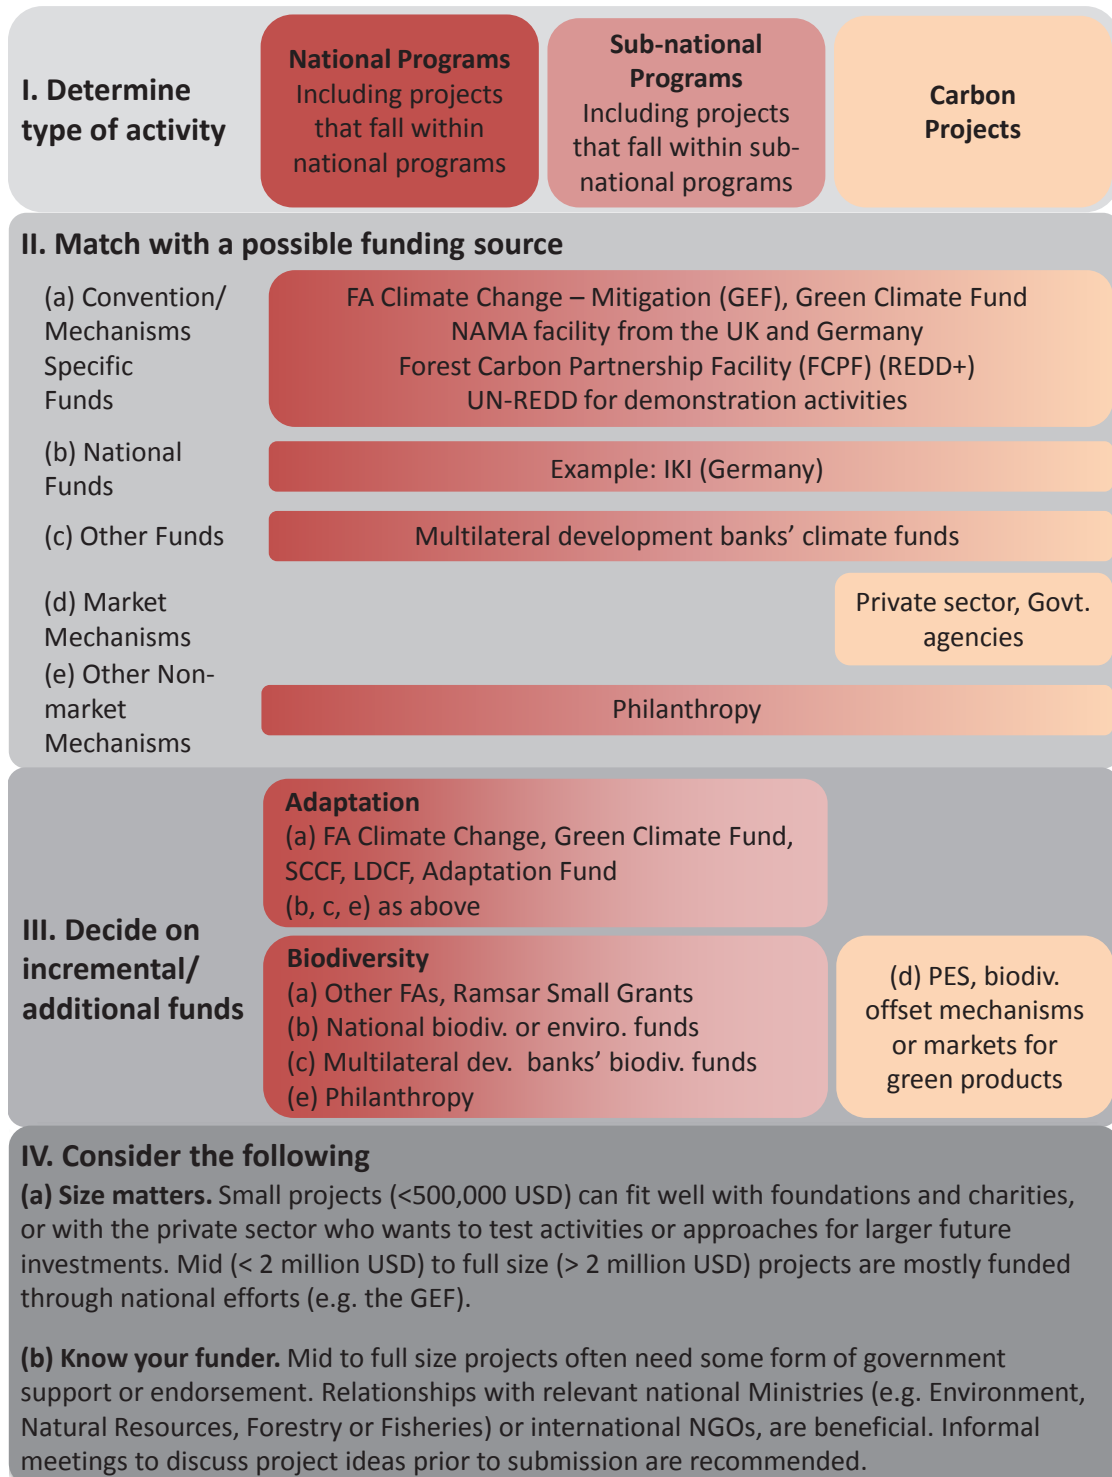 I. Determine
type of activity
National Programs
Including projects
that fall within
national programs
Sub-national
Programs
Including projects
that fall within sub-
national programs
Carbon
Projects
II. Match with a possible funding source
(a) Convention/
Mechanisms
Specific
Funds
FA Climate Change – Mitigation (GEF), Green Climate Fund
NAMA facility from the UK and Germany
Forest Carbon Partnership Facility (FCPF) (REDD+)
UN-REDD for demonstration activities
(b) National
Funds
Example: IKI (Germany)
(c) Other Funds
Multilateral development banks’ climate funds
(d) Market
Mechanisms
Private sector, Govt.
agencies
(e) Other Non-
market
Mechanisms
Philanthropy
III. Decide on
incremental/
additional funds
Adaptation
(a) FA Climate Change, Green Climate Fund,
SCCF, LDCF, Adaptation Fund
(b, c, e) as above
Biodiversity
(a) Other FAs, Ramsar Small Grants
(b) National biodiv. or enviro. funds
(c) Multilateral dev. banks’ biodiv. funds
(e) Philanthropy
(d) PES, biodiv.
offset mechanisms
or markets for
green products
IV. Consider the following
(a) Size matters. Small projects (<500,000 USD) can fit well with foundations and charities,
or with the private sector who wants to test activities or approaches for larger future
investments. Mid (< 2 million USD) to full size (> 2 million USD) projects are mostly funded
through national efforts (e.g. the GEF).
(b) Know your funder. Mid to full size projects often need some form of government
support or endorsement. Relationships with relevant national Ministries (e.g. Environment,
Natural Resources, Forestry or Fisheries) or international NGOs, are beneficial. Informal
meetings to discuss project ideas prior to submission are recommended.